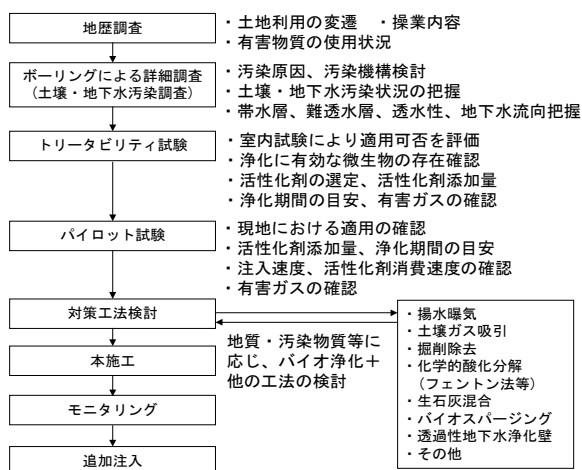 地歴調査
・土地利用の変遷　・操業内容
・有害物質の使用状況
ボーリングによる詳細調査
（土壌・地下水汚染調査）
・汚染原因、汚染機構検討
・土壌・地下水汚染状況の把握
・帯水層、難透水層、透水性、地下水流向把握
トリータビリティ試験
・室内試験により適用可否を評価
・浄化に有効な微生物の存在確認
・活性化剤の選定、活性化剤添加量
・浄化期間の目安、有害ガスの確認
パイロット試験
・現地における適用の確認
・活性化剤添加量、浄化期間の目安
・注入速度、活性化剤消費速度の確認
・有害ガスの確認
対策工法検討
地質・汚染物質等に
応じ、バイオ浄化＋
他の工法の検討
・揚水曝気
・土壌ガス吸引
・掘削除去
・化学的酸化分解
（フェントン法等）
・生石灰混合
・バイオスパージング
・透過性地下水浄化壁
・その他
本施工
モニタリング
追加注入